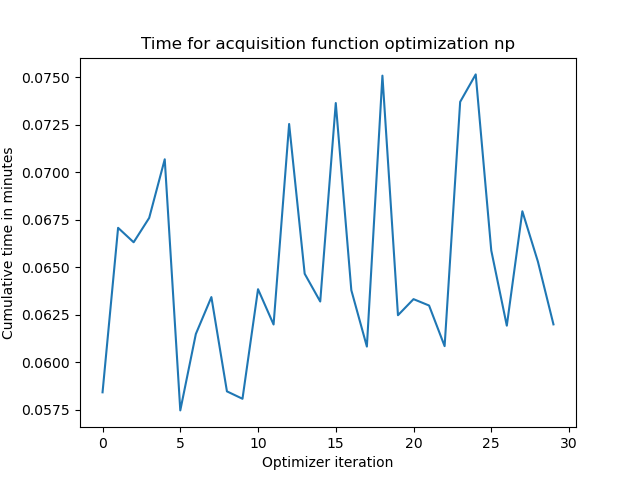 Time for acquisition function optimization np
Cumulative time in minutes
0.0750
0.0725
0.0700
0.0675
0.0650
0.0625
0.0600
0.0575
0 5 10 15 20 25 30
Optimizer iteration